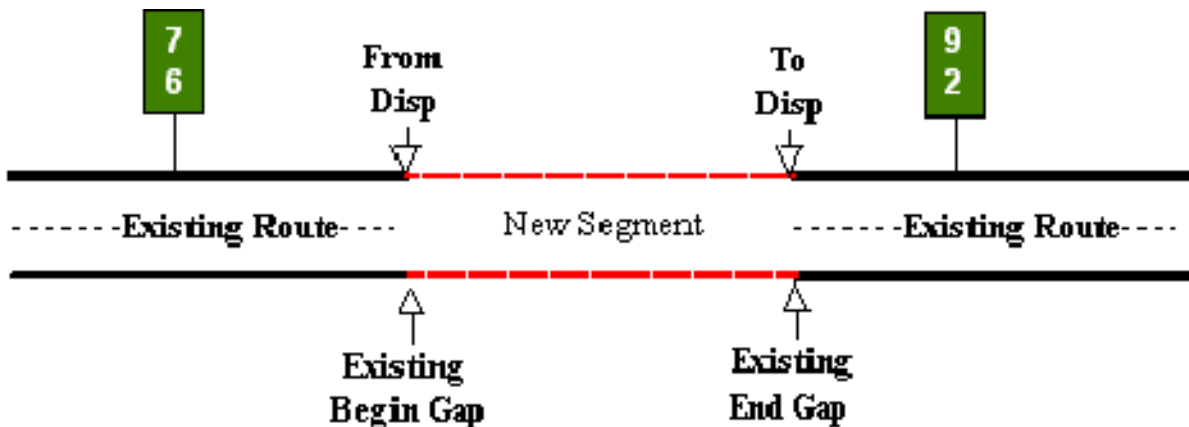 7
6
From
Disp
To
Disp
9
2
-------Existing Route----
New Segment
-----Existing Route-----
Existing
Begin Gap
Existing
End Gap